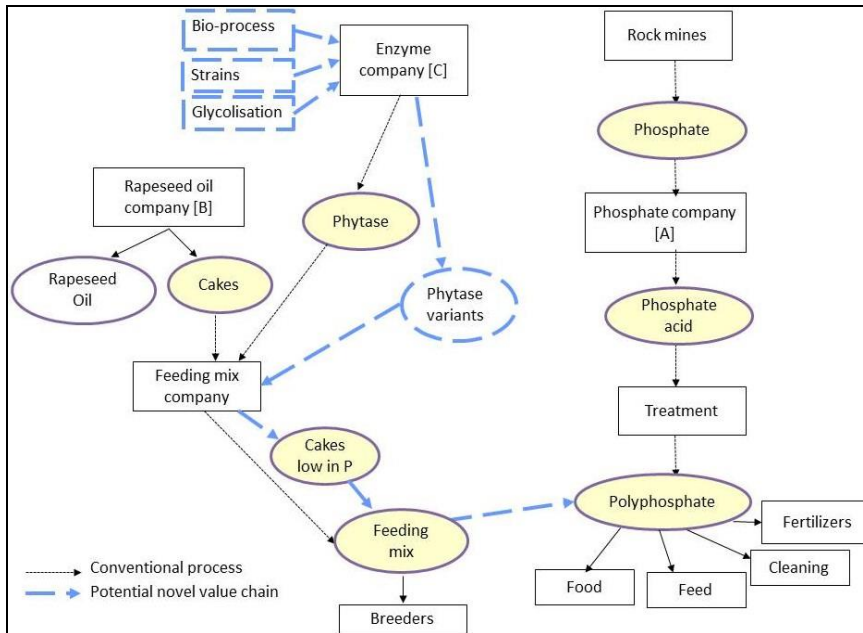 Bio-process
Strains
Glycolisation
Enzyme
company [C]
Rock mines
Phosphate
Rapeseed oil
company [B]
Phytase
Phosphate company
[A]
Rapeseed
Oil
Cakes
Phytase
variants
Phosphate
acid
Feeding mix
company
Treatment
Cakes
low in P
Polyphosphate
Feeding
mix
Fertilizers
Cleaning
Food
Feed
Breeders
Conventional process
Potential novel value chain